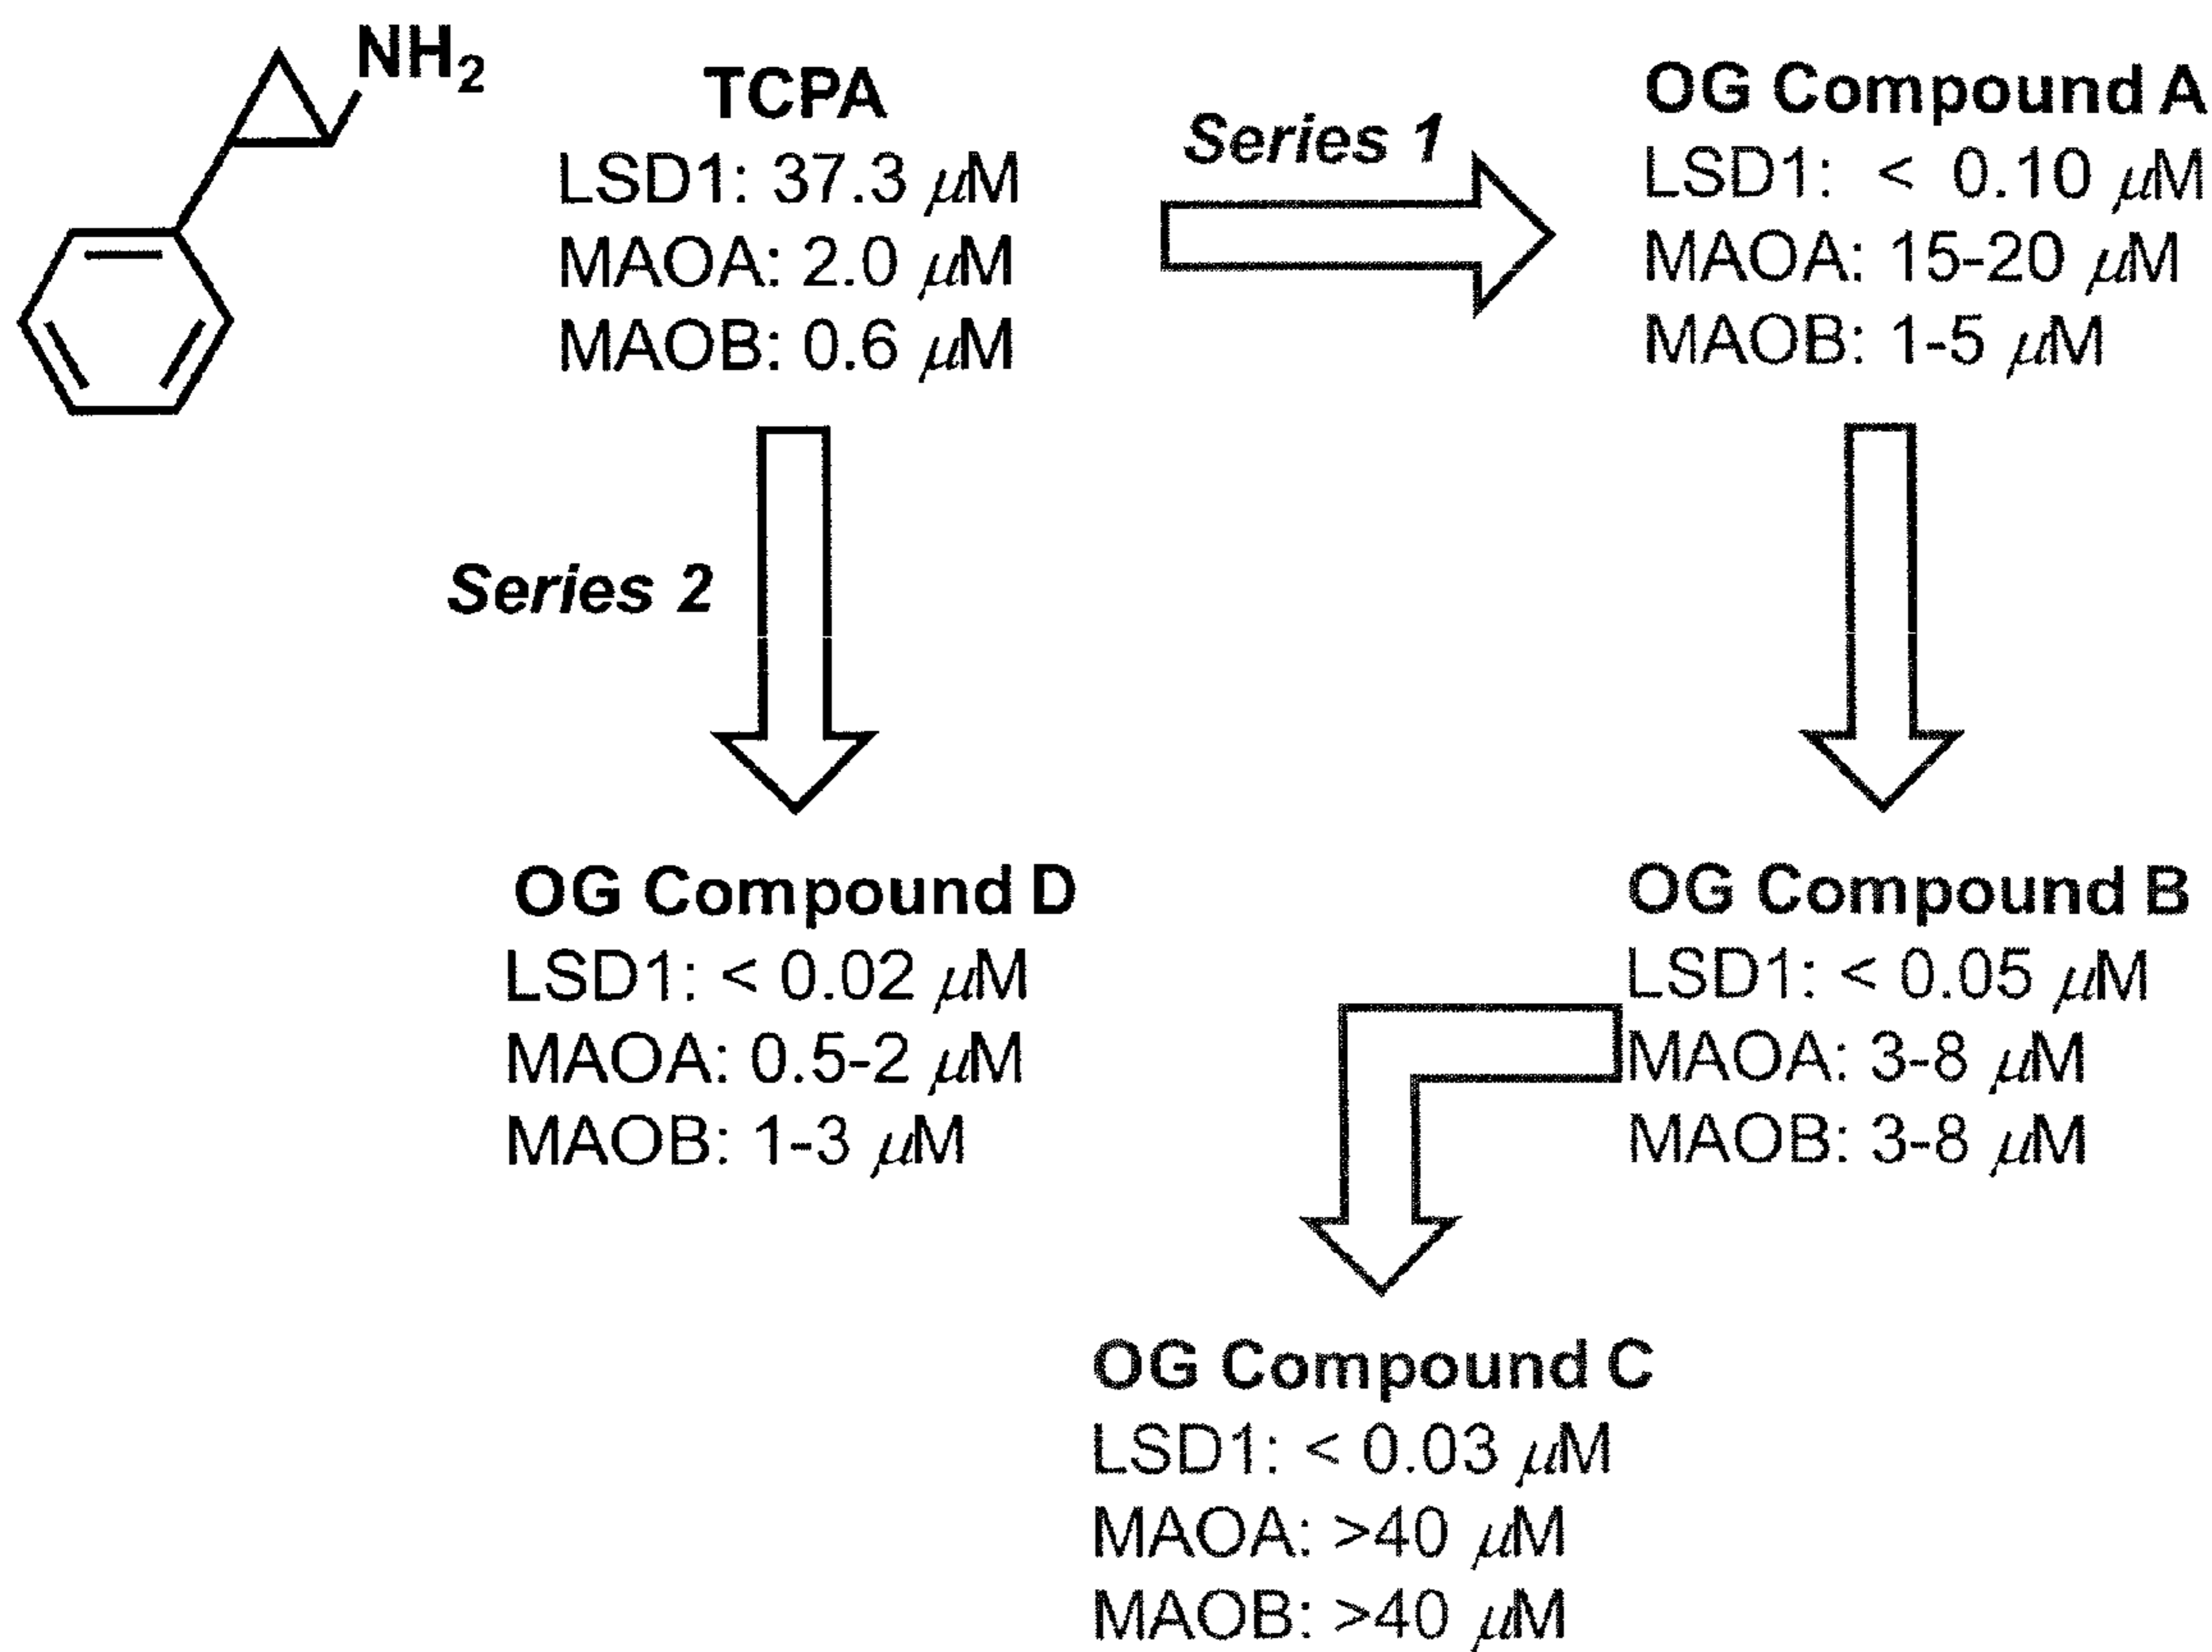 NH2
TCPA
LSD1: 37.3 μM
MAOA: 2.0 μM
MAOB: 0.6 μM
Series 1
OG Compound A
LSD1: < 0.10 μM
MAOA: 15-20 μM
MAOB: 1-5 μM
Series 2
OG Compound D
LSD1: < 0.02 μM
MAOA: 0.5-2 μM
MAOB: 1-3 μM
OG Compound B
LSD1: < 0.05 μM
MAOA: 3-8 μM
MAOB: 3-8 μM
OG Compound C
LSD1: < 0.03 μM
MAOA: >40 μM
MAOB: >40 μM